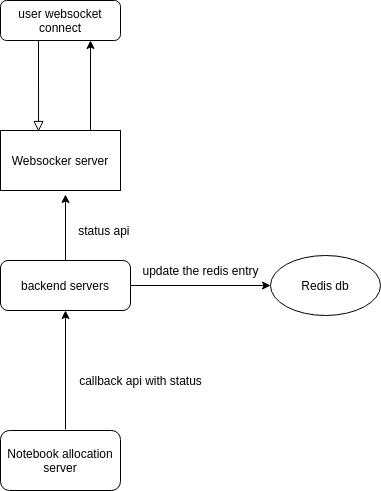 user websocket
connect
Websocker server
status api
backend servers
update the redis entry
Redis db
callback api with status
Notebook allocation
server